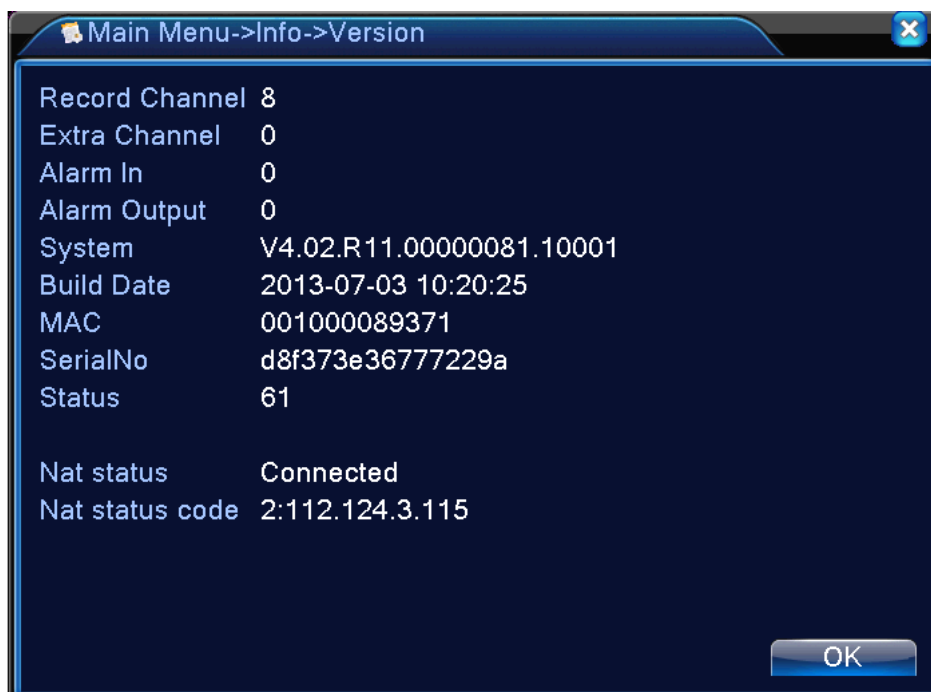 Main Menu->Info->Version
Record Channel 8
Extra Channel 0
Alarm In 0
Alarm Output 0
System V4.02.R11.00000081.10001
Build Date 2013-07-03 10:20:25
MAC 001000089371
SerialNo d8f373e36777229a
Status 61
Nat status Connected
Nat status code 2:112.124.3.115
OK